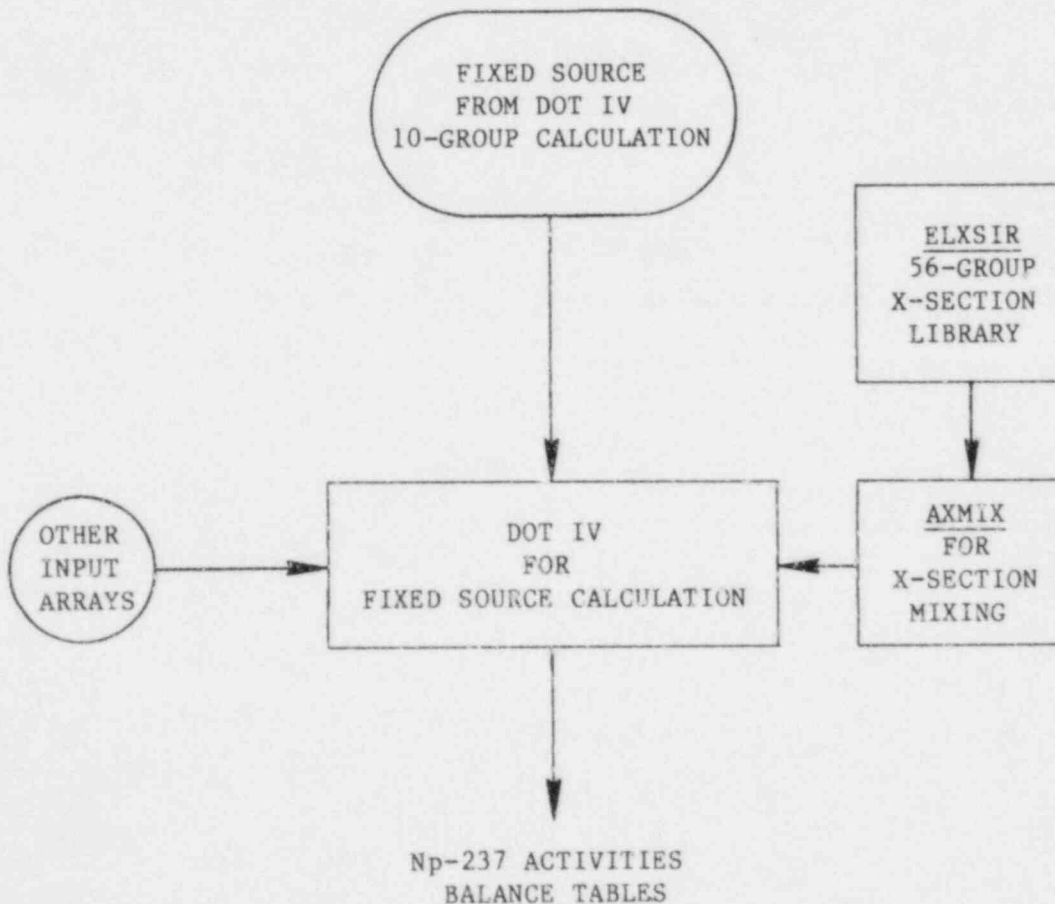 FIXED SOURCE
FROM DOT IV
10-GROUP CALCULATION
ELXSIR
56-GROUP
X-SECTION
LIBRARY
OTHER
INPUT
ARRAYS
DOT IV
FOR
FIXED SOURCE CALCULATION
AXMIX
FOR
X-SECTION
MIXING
Np-237 ACTIVITIES
BALANCE TABLES